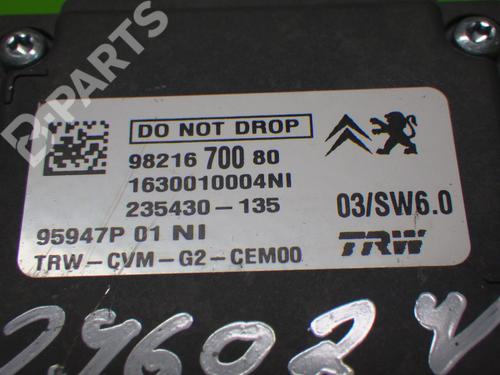 B-PARTS
DO NOT DROP
98216 700 80
1630010004NI
235430-135
03/SW6.0
95947P 01 NI
TRW
TRW-CVM-G2-CEM00